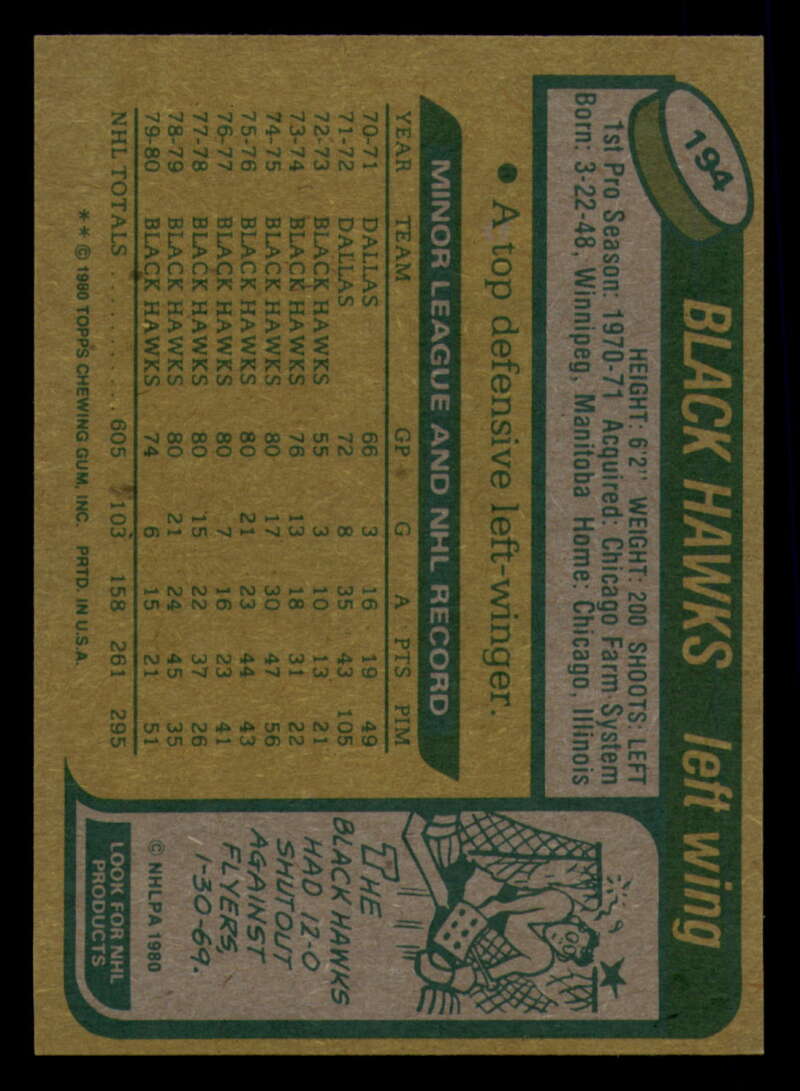 194
BLACK HAWKS left wing
HEIGHT: 6'2" WEIGHT: 200 SHOOTS: LEFT
1st Pro Season: 1970-71 Acquired: Chicago Farm System
Born: 3-22-48, Winnipeg, Manitoba Home: Chicago, Illinois
• A top defensive left-winger.
MINOR LEAGUE AND NHL RECORD
YEAR TEAM GP G A PTS PIM
70-71 DALLAS 66 3 16 19 49
71-72 DALLAS 72 8 35 43 105
72-73 BLACK HAWKS 55 3 10 13 21
73-74 BLACK HAWKS 76 13 18 31 22
74-75 BLACK HAWKS 80 17 30 47 56
75-76 BLACK HAWKS 80 21 23 44 43
76-77 BLACK HAWKS 80 7 16 23 41
77-78 BLACK HAWKS 80 15 22 37 26
78-79 BLACK HAWKS 80 21 24 45 35
79-80 BLACK HAWKS 74 6 15 21 51
NHL TOTALS .......... 605 103 158 261 295
** © 1980 TOPPS CHEWING GUM, INC. PRTD. IN U.S.A.
THE
BLACK HAWKS
HAD 12-0
SHUTOUT
AGAINST
FLYERS,
1-30-69.
© NHLPA 1980
LOOK FOR NHL
PRODUCTS